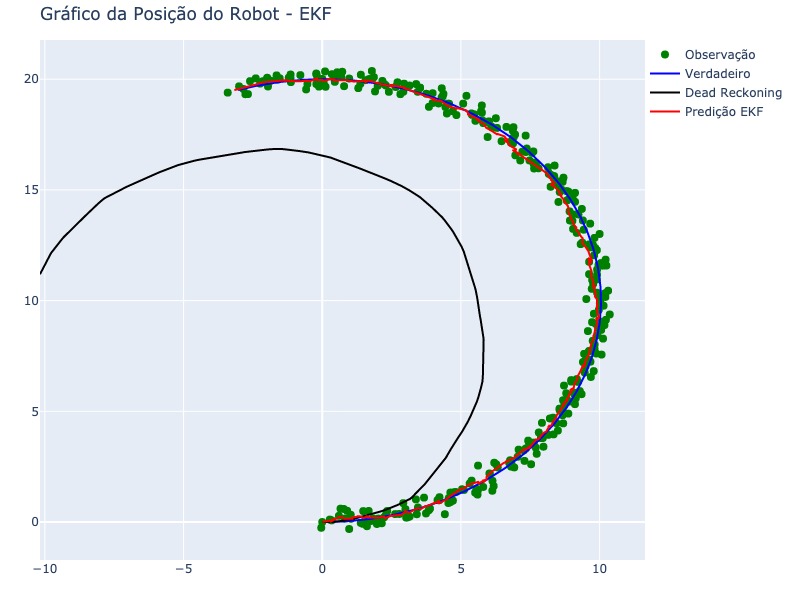 Gráfico da Posição do Robot - EKF
Observação
Verdadeiro
Dead Reckoning
Predição EKF
20
15
10
5
0
−10
−5
0
5
10